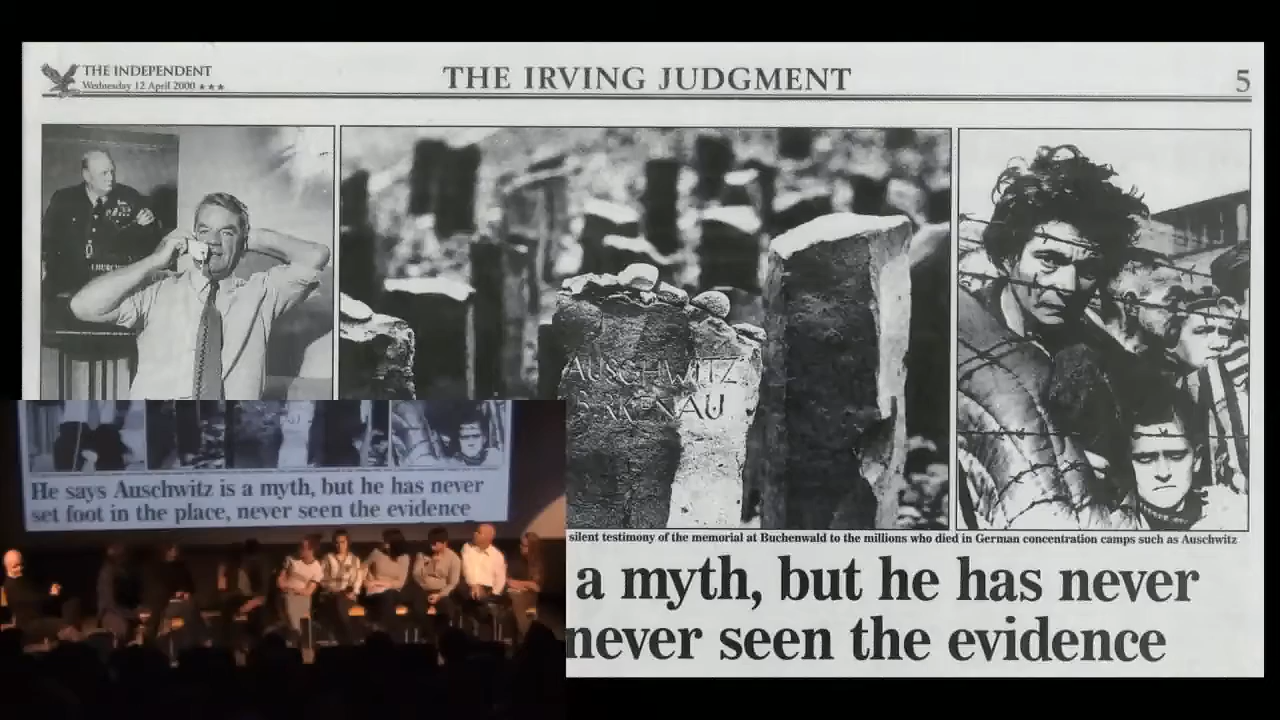 THE INDEPENDENT
Wednesday 12 April 2000 ★★★
THE IRVING JUDGMENT
5
AUSCHWITZ
silent testimony of the memorial at Buchenwald to the millions who died in German concentration camps such as Auschwitz
a myth, but he has never
never seen the evidence
He says Auschwitz is a myth, but he has never
set foot in the place, never seen the evidence